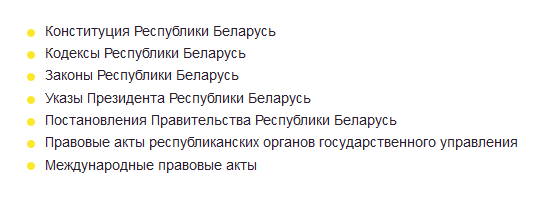 Конституция Республики Беларусь
Кодексы Республики Беларусь
Законы Республики Беларусь
Указы Президента Республики Беларусь
Постановления Правительства Республики Беларусь
Правовые акты республиканских органов государственного управления
Международные правовые акты